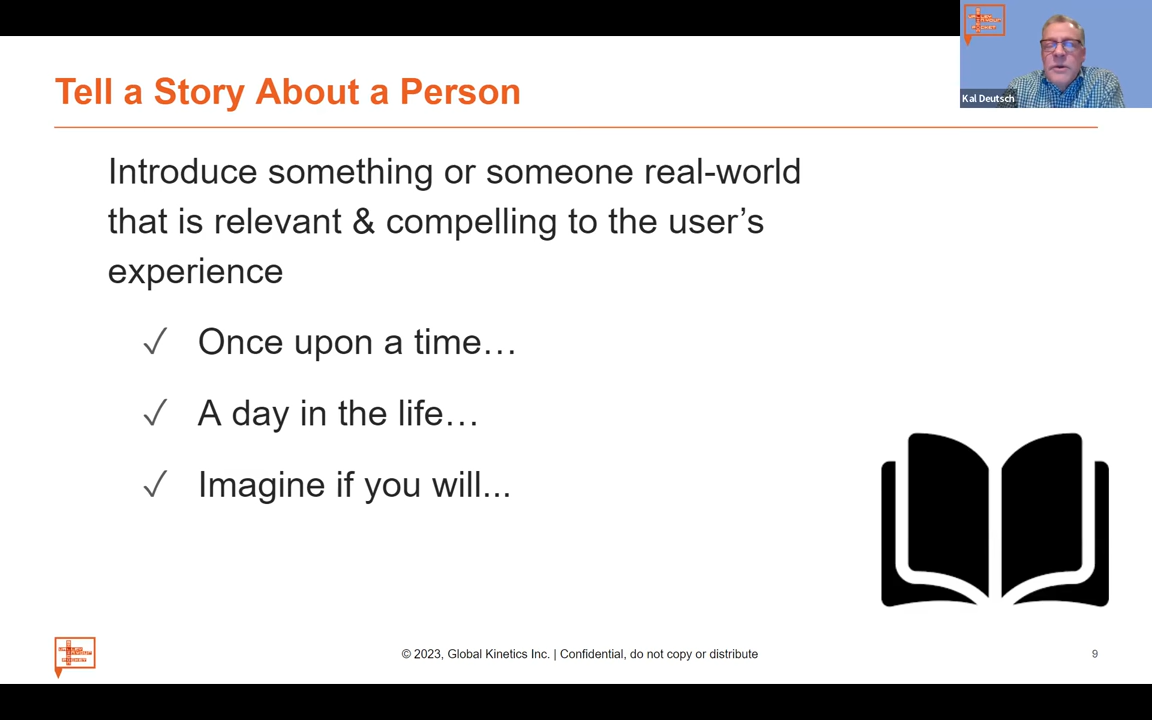 Tell a Story About a Person
Kal Deutsch
Introduce something or someone real-world
that is relevant & compelling to the user’s
experience
✓ Once upon a time…
✓ A day in the life…
✓ Imagine if you will...
© 2023, Global Kinetics Inc. | Confidential, do not copy or distribute
9